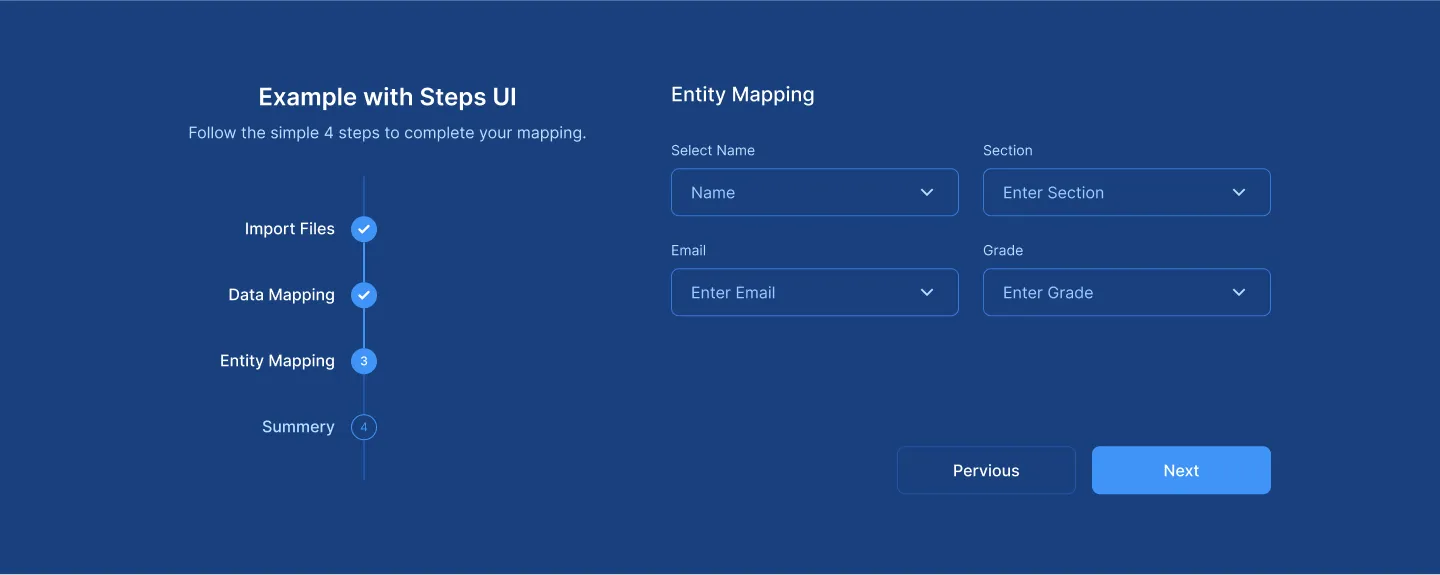 Example with Steps UI
Follow the simple 4 steps to complete your mapping.
Import Files
Data Mapping
Entity Mapping
3
Summery
4
Entity Mapping
Select Name
Section
Name
Enter Section
Email
Grade
Enter Email
Enter Grade
Pervious
Next